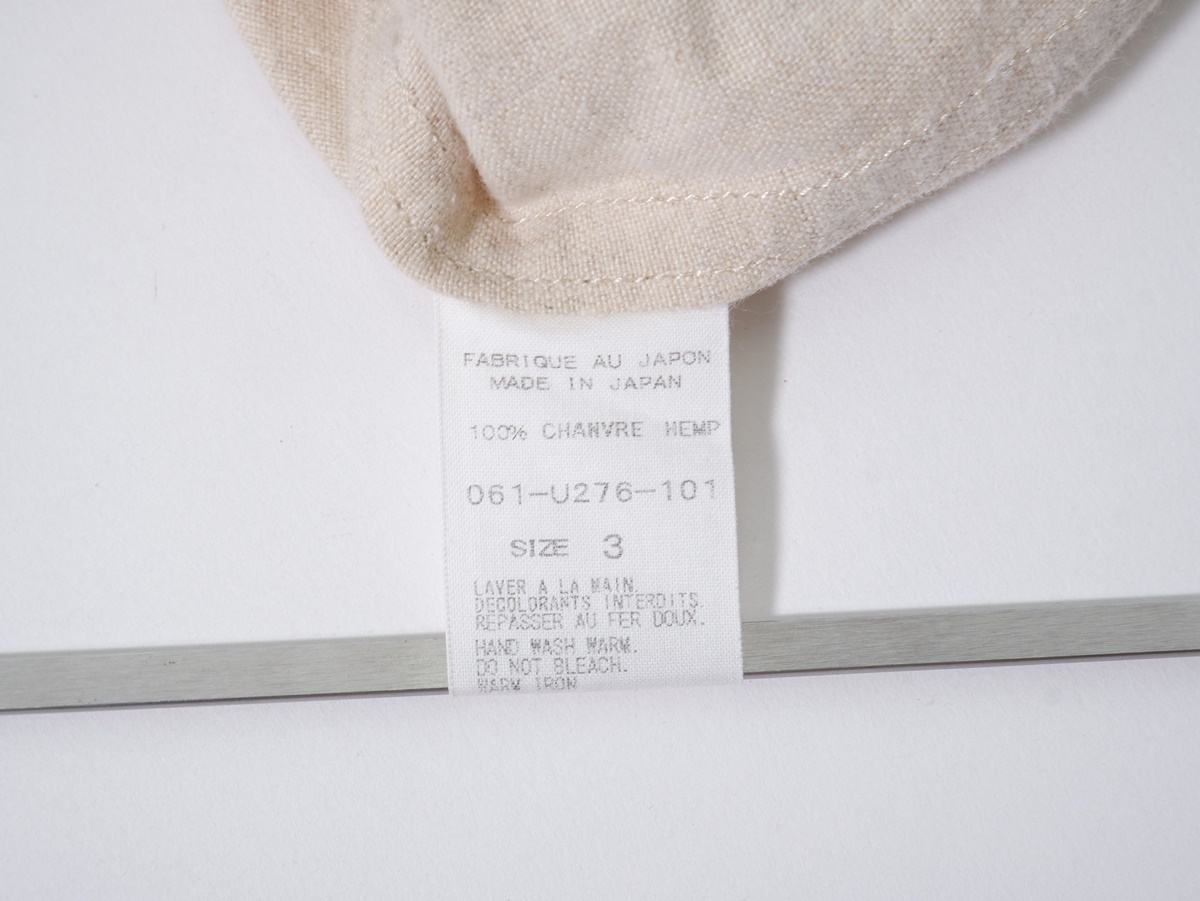 FABRIQUE AU JAPON
MADE IN JAPAN
100% CHANVRE HEMP
061-U276-101
SIZE 3
LAVER A LA MAIN.
DECOLORANTS INTERDITS.
REPASSER AU FER DOUX.
HAND WASH WARM.
DO NOT BLEACH.
WARM IRON